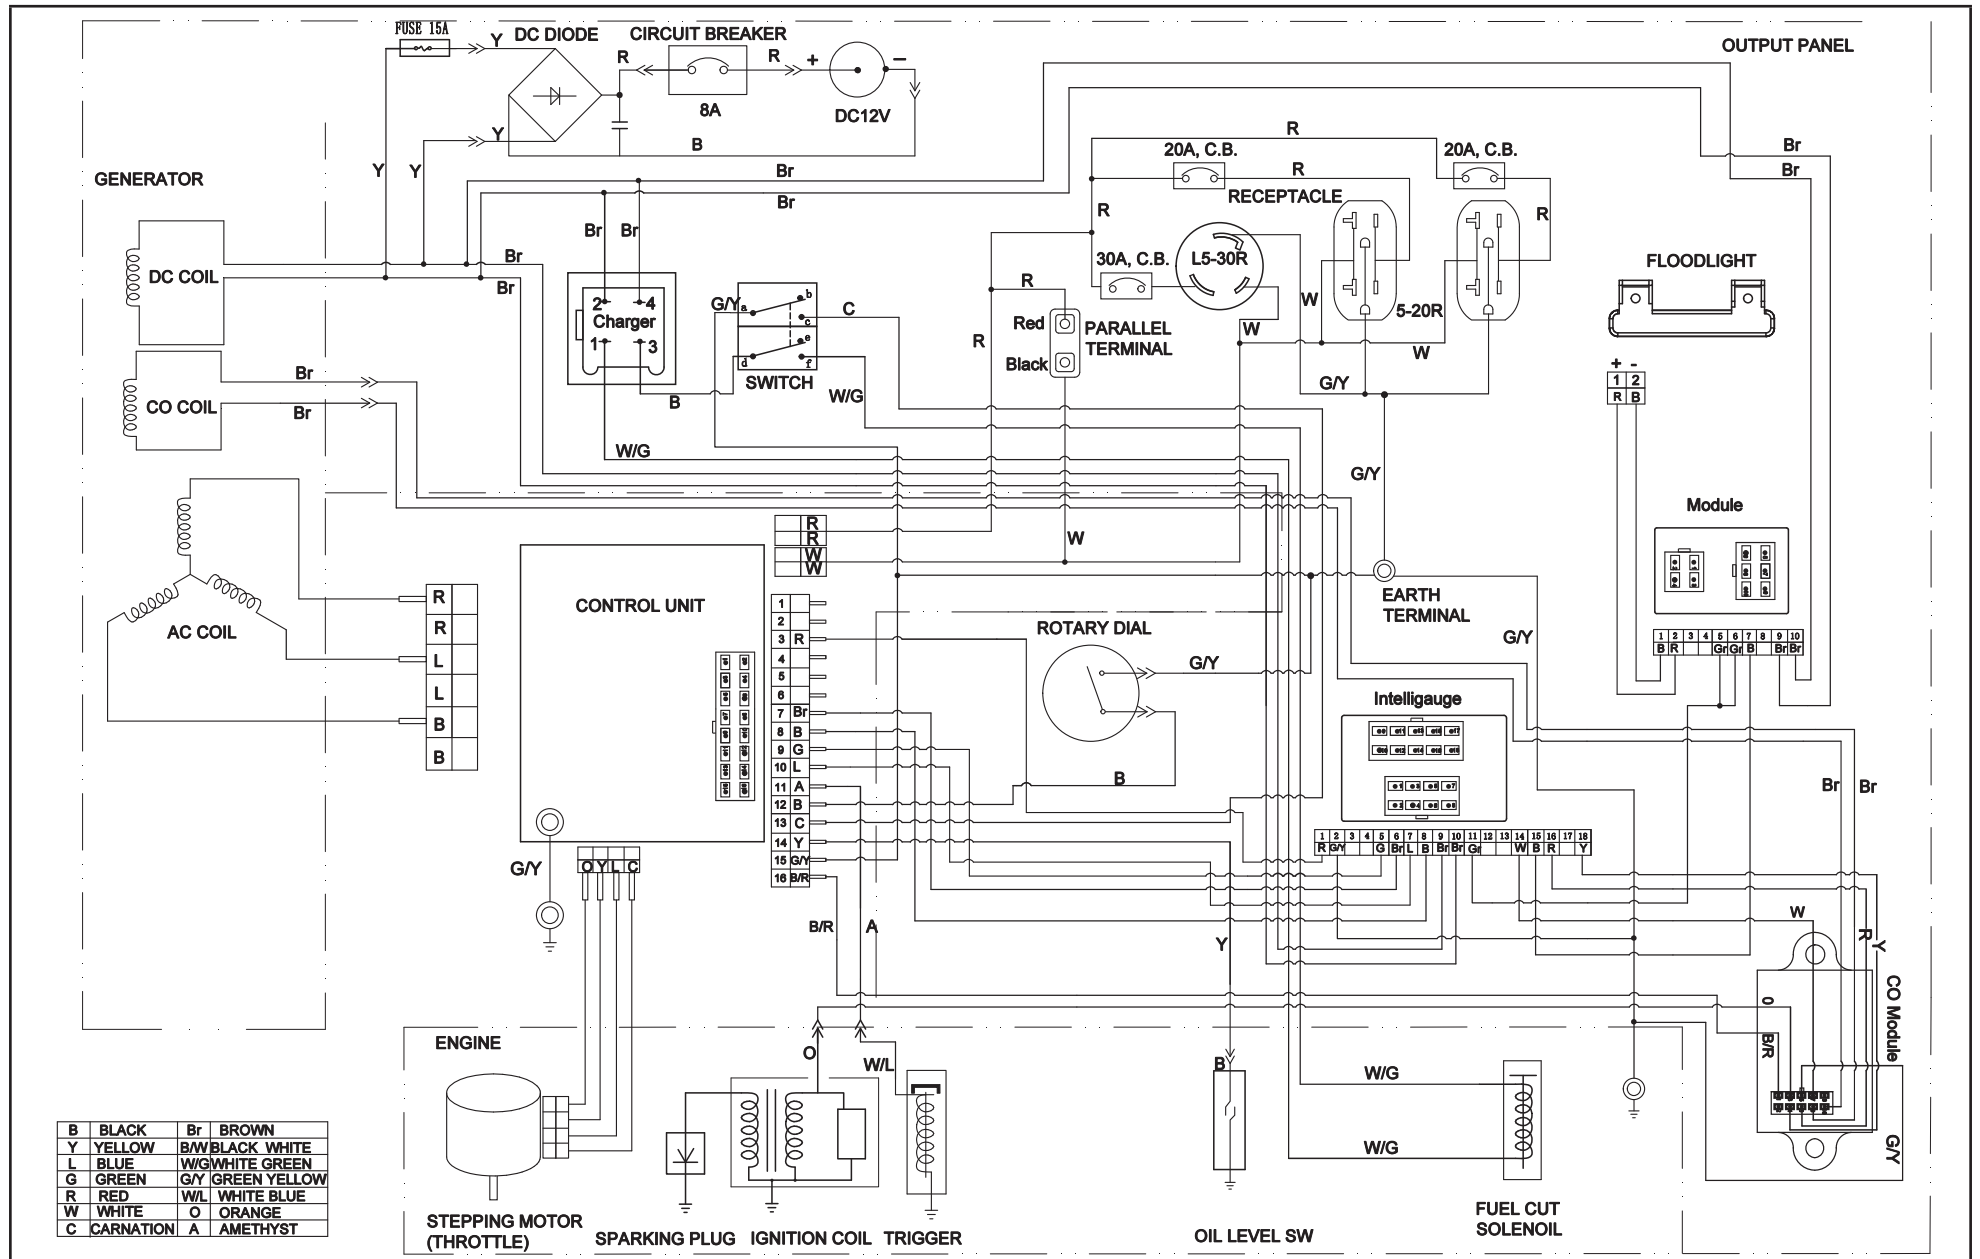 FUSE 15A
Y
DC DIODE
CIRCUIT BREAKER
R
R
+
−
8A
DC12V
OUTPUT PANEL
Y
B
Y
Y
GENERATOR
Br
Br
Br
Br
R
20A, C.B.
20A, C.B.
R
RECEPTACLE
R
R
Br
Br
DC COIL
Br
Br
2
4
Charger
1
3
G/Y
a
b
c
d
e
f
C
SWITCH
B
W/G
W/G
30A, C.B.
L5-30R
R
Red
Black
PARALLEL
TERMINAL
R
W
W
5-20R
W
G/Y
FLOODLIGHT
+ -
1 2
R B
CO COIL
Br
Br
G/Y
Module
R
R
W
W
W
AC COIL
R
R
L
L
B
B
CONTROL UNIT
1
2
3 R
4
5
6
7 Br
8 B
9 G
10 L
11 A
12 B
13 C
14 Y
15 G/Y
16 B/R
ROTARY DIAL
G/Y
B
EARTH
TERMINAL
G/Y
1 2 3 4 5 6 7 8 9 10
B R Gr Gr B Br Br
Intelligauge
1 2 3 4 5 6 7 8 9 10 11 12 13 14 15 16 17 18
R G/Y G Br L B Br Br Gr W B R Y
Br
Br
G/Y
O Y L C
B/R
A
Y
W
R
Y
O
B/R
CO Module
G/Y
ENGINE
O
W/L
B
W/G
W/G
STEPPING MOTOR
(THROTTLE)
SPARKING PLUG
IGNITION COIL
TRIGGER
OIL LEVEL SW
FUEL CUT
SOLENOIL
B BLACK Br BROWN
Y YELLOW B/W BLACK WHITE
L BLUE W/G WHITE GREEN
G GREEN G/Y GREEN YELLOW
R RED W/L WHITE BLUE
W WHITE O ORANGE
C CARNATION A AMETHYST